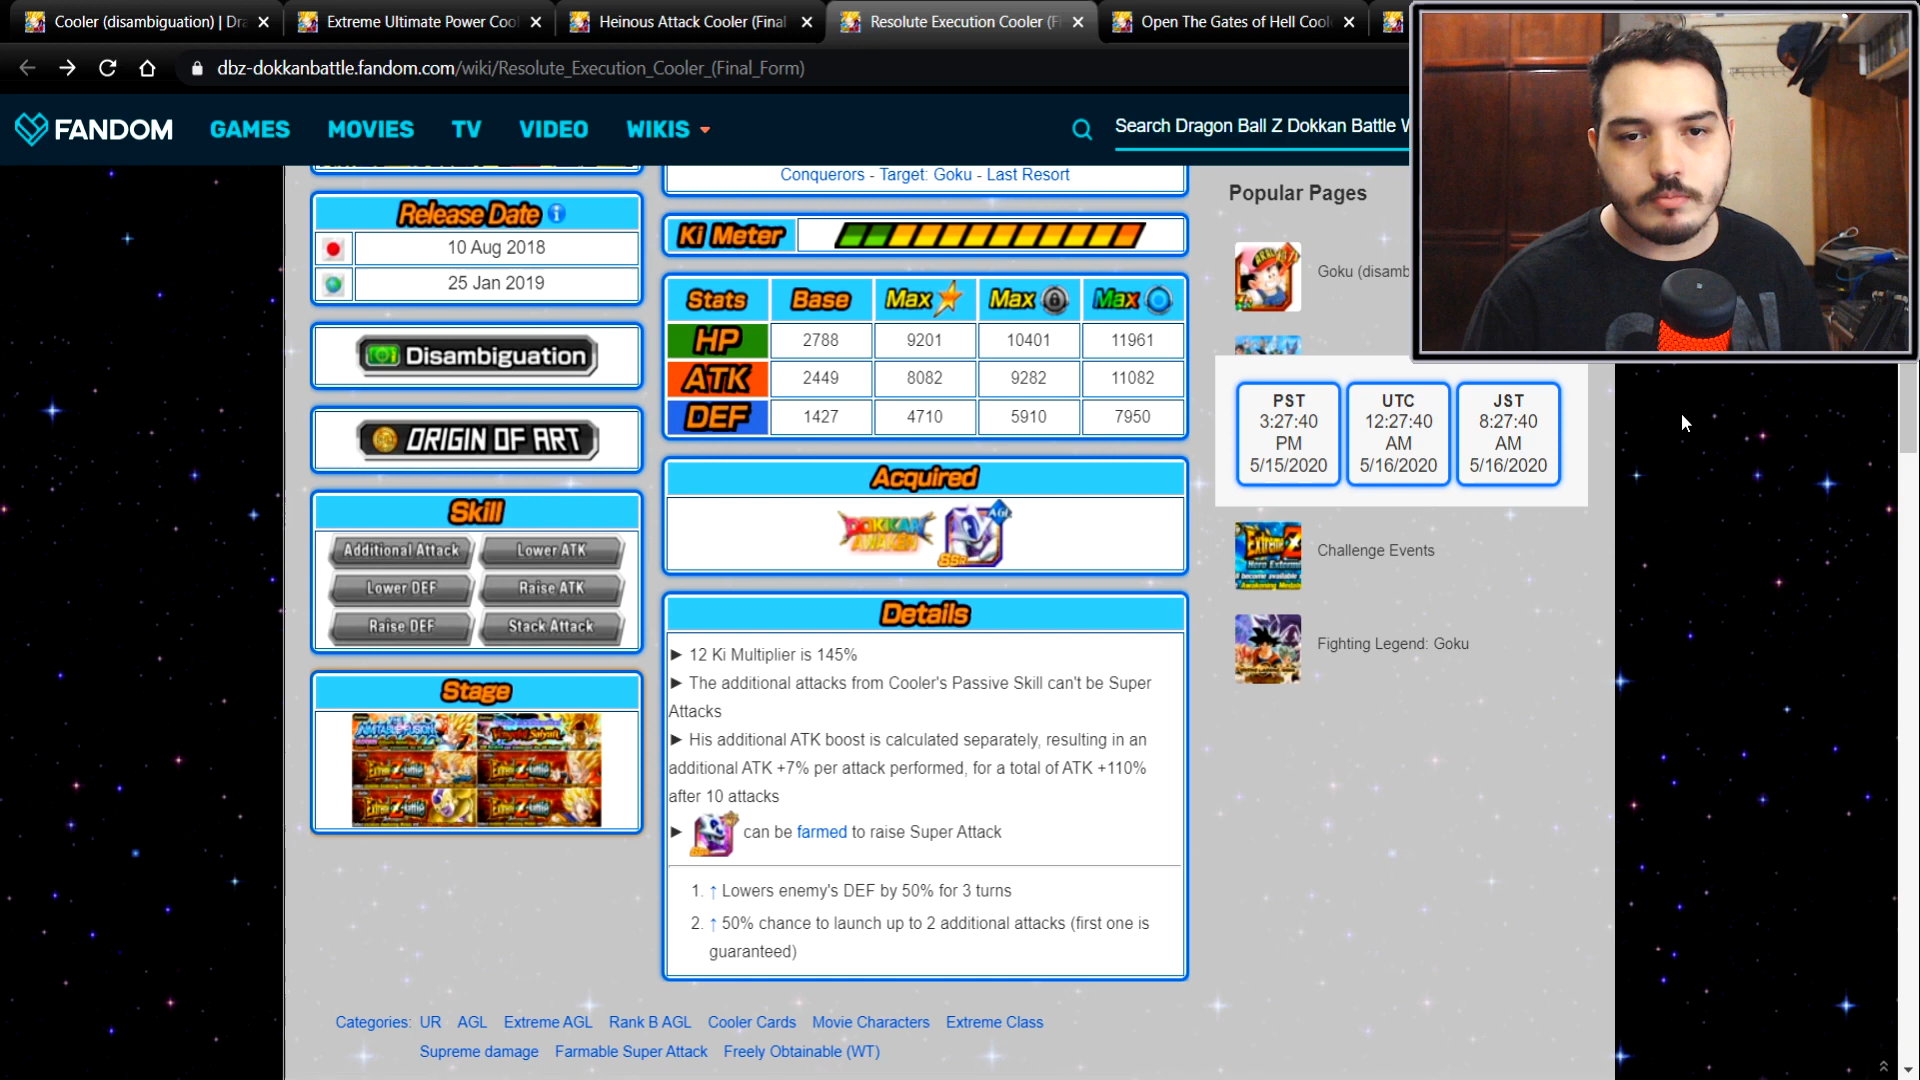 Cooler (disambiguation) | Dra
Extreme Ultimate Power Cool
Heinous Attack Cooler (Final
Resolute Execution Cooler (F
Open The Gates of Hell Cool
dbz-dokkanbattle.fandom.com/wiki/Resolute_Execution_Cooler_(Final_Form)
FANDOM GAMES MOVIES TV VIDEO WIKIS
Search Dragon Ball Z Dokkan Battle W
Release Date
10 Aug 2018
25 Jan 2019
Disambiguation
ORIGIN OF ART
Skill
Additional Attack Lower ATK
Lower DEF Raise ATK
Raise DEF Stack Attack
Stage
Conquerors - Target: Goku - Last Resort
Ki Meter
Stats Base Max Max Max
HP 2788 9201 10401 11961
ATK 2449 8082 9282 11082
DEF 1427 4710 5910 7950
Acquired
DOKKAN AWAKEN AGL SSR
Details
► 12 Ki Multiplier is 145%
► The additional attacks from Cooler's Passive Skill can't be Super
Attacks
► His additional ATK boost is calculated separately, resulting in an
additional ATK +7% per attack performed, for a total of ATK +110%
after 10 attacks
► can be farmed to raise Super Attack
1. ↑ Lowers enemy's DEF by 50% for 3 turns
2. ↑ 50% chance to launch up to 2 additional attacks (first one is
guaranteed)
Categories: UR AGL Extreme AGL Rank B AGL Cooler Cards Movie Characters Extreme Class
Supreme damage Farmable Super Attack Freely Obtainable (WT)
Popular Pages
Goku (disamb
PST
3:27:40
PM
5/15/2020
UTC
12:27:40
AM
5/16/2020
JST
8:27:40
AM
5/16/2020
Challenge Events
Fighting Legend: Goku